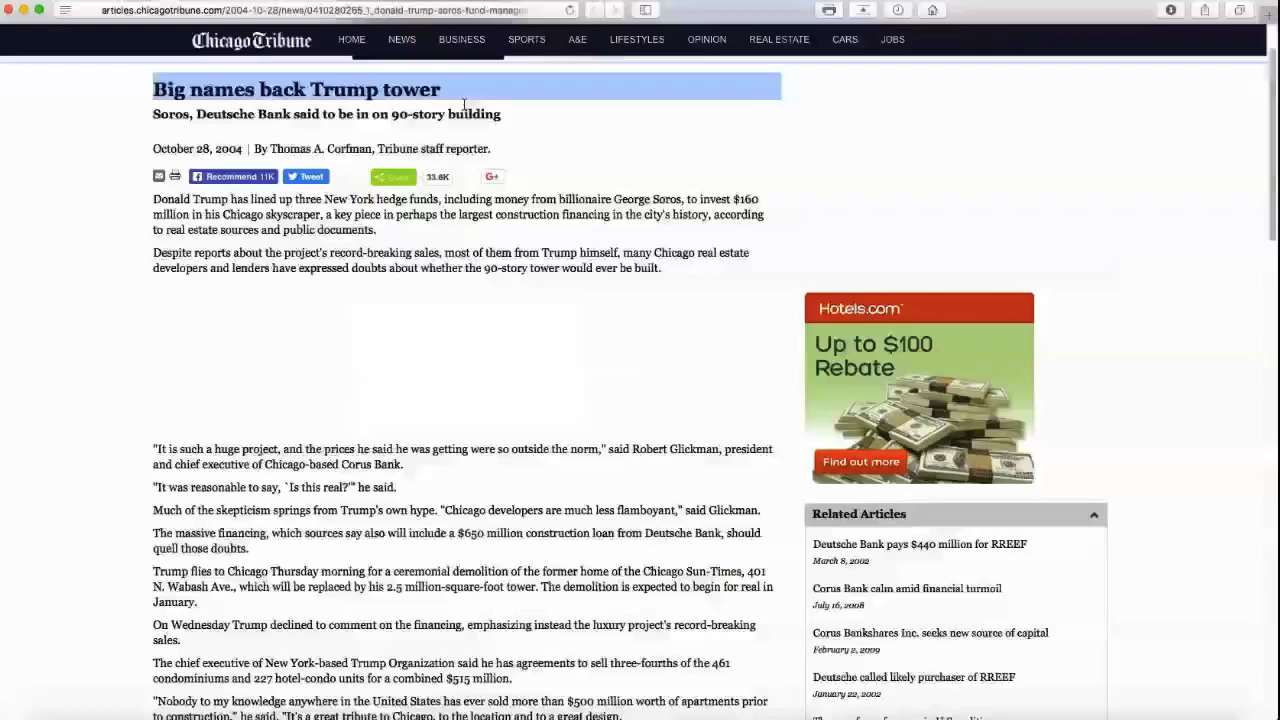 articles.chicagotribune.com/2004-10-28/news/0410280265_1_donald-trump-soros-fund-manage
Chicago Tribune
HOME NEWS BUSINESS SPORTS A&E LIFESTYLES OPINION REAL ESTATE CARS JOBS
Big names back Trump tower
Soros, Deutsche Bank said to be in on 90-story building
October 28, 2004 | By Thomas A. Corfman, Tribune staff reporter.
Recommend 11K Tweet Share 33.6K G+
Donald Trump has lined up three New York hedge funds, including money from billionaire George Soros, to invest $160
million in his Chicago skyscraper, a key piece in perhaps the largest construction financing in the city's history, according
to real estate sources and public documents.
Despite reports about the project's record-breaking sales, most of them from Trump himself, many Chicago real estate
developers and lenders have expressed doubts about whether the 90-story tower would ever be built.
"It is such a huge project, and the prices he said he was getting were so outside the norm," said Robert Glickman, president
and chief executive of Chicago-based Corus Bank.
"It was reasonable to say, `Is this real?'" he said.
Much of the skepticism springs from Trump's own hype. "Chicago developers are much less flamboyant," said Glickman.
The massive financing, which sources say also will include a $650 million construction loan from Deutsche Bank, should
quell those doubts.
Trump flies to Chicago Thursday morning for a ceremonial demolition of the former home of the Chicago Sun-Times, 401
N. Wabash Ave., which will be replaced by his 2.5 million-square-foot tower. The demolition is expected to begin for real in
January.
On Wednesday Trump declined to comment on the financing, emphasizing instead the luxury project's record-breaking
sales.
The chief executive of New York-based Trump Organization said he has agreements to sell three-fourths of the 461
condominiums and 227 hotel-condo units for a combined $515 million.
"Nobody to my knowledge anywhere in the United States has ever sold more than $500 million worth of apartments prior
to construction," he said. "It's a great tribute to Chicago, to the location and to a great design.
Hotels.com
Up to $100
Rebate
Find out more
Related Articles
Deutsche Bank pays $440 million for RREEF
March 8, 2002
Corus Bank calm amid financial turmoil
July 16, 2008
Corus Bankshares Inc. seeks new source of capital
February 2, 2009
Deutsche called likely purchaser of RREEF
January 22, 2002